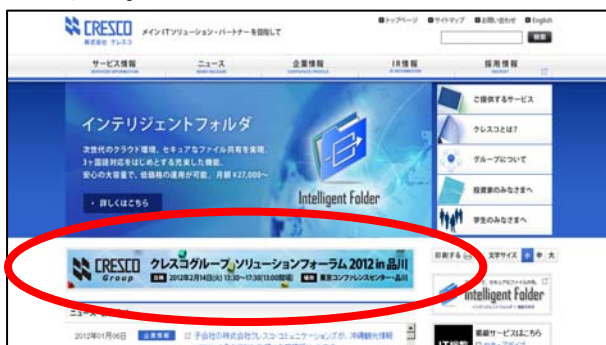 CRESCO
株式会社 クレスコ
メインITソリューション・パートナーを目指して
トップページ
サイトマップ
お問い合わせ
English
検索
サービス情報
ニュース
企業情報
IR情報
採用情報
インテリジェントフォルダ
次世代のクラウド環境、セキュアなファイル共有を実現。
3ヶ国語対応をはじめとする充実した機能。
安心の大容量で、低価格の運用が可能。月額¥27,000～
詳しくはこちら
Intelligent Folder
ご提供するサービス
クレスコとは?
グループについて
投資家のみなさまへ
学生のみなさまへ
CRESCO
Group
クレスコグループ ソリューションフォーラム 2012 in 品川
日時 2012年2月14日(火) 13:30～17:30(13:00開場) 場所 東京コンファレンスセンター・品川
印刷する
文字サイズ 小 中 大
Intelligent Folder
2012年01月06日 企業情報 子会社の株式会社クレスコ・コミュニケーションズが、沖縄観光情報
最新サービスはこちら